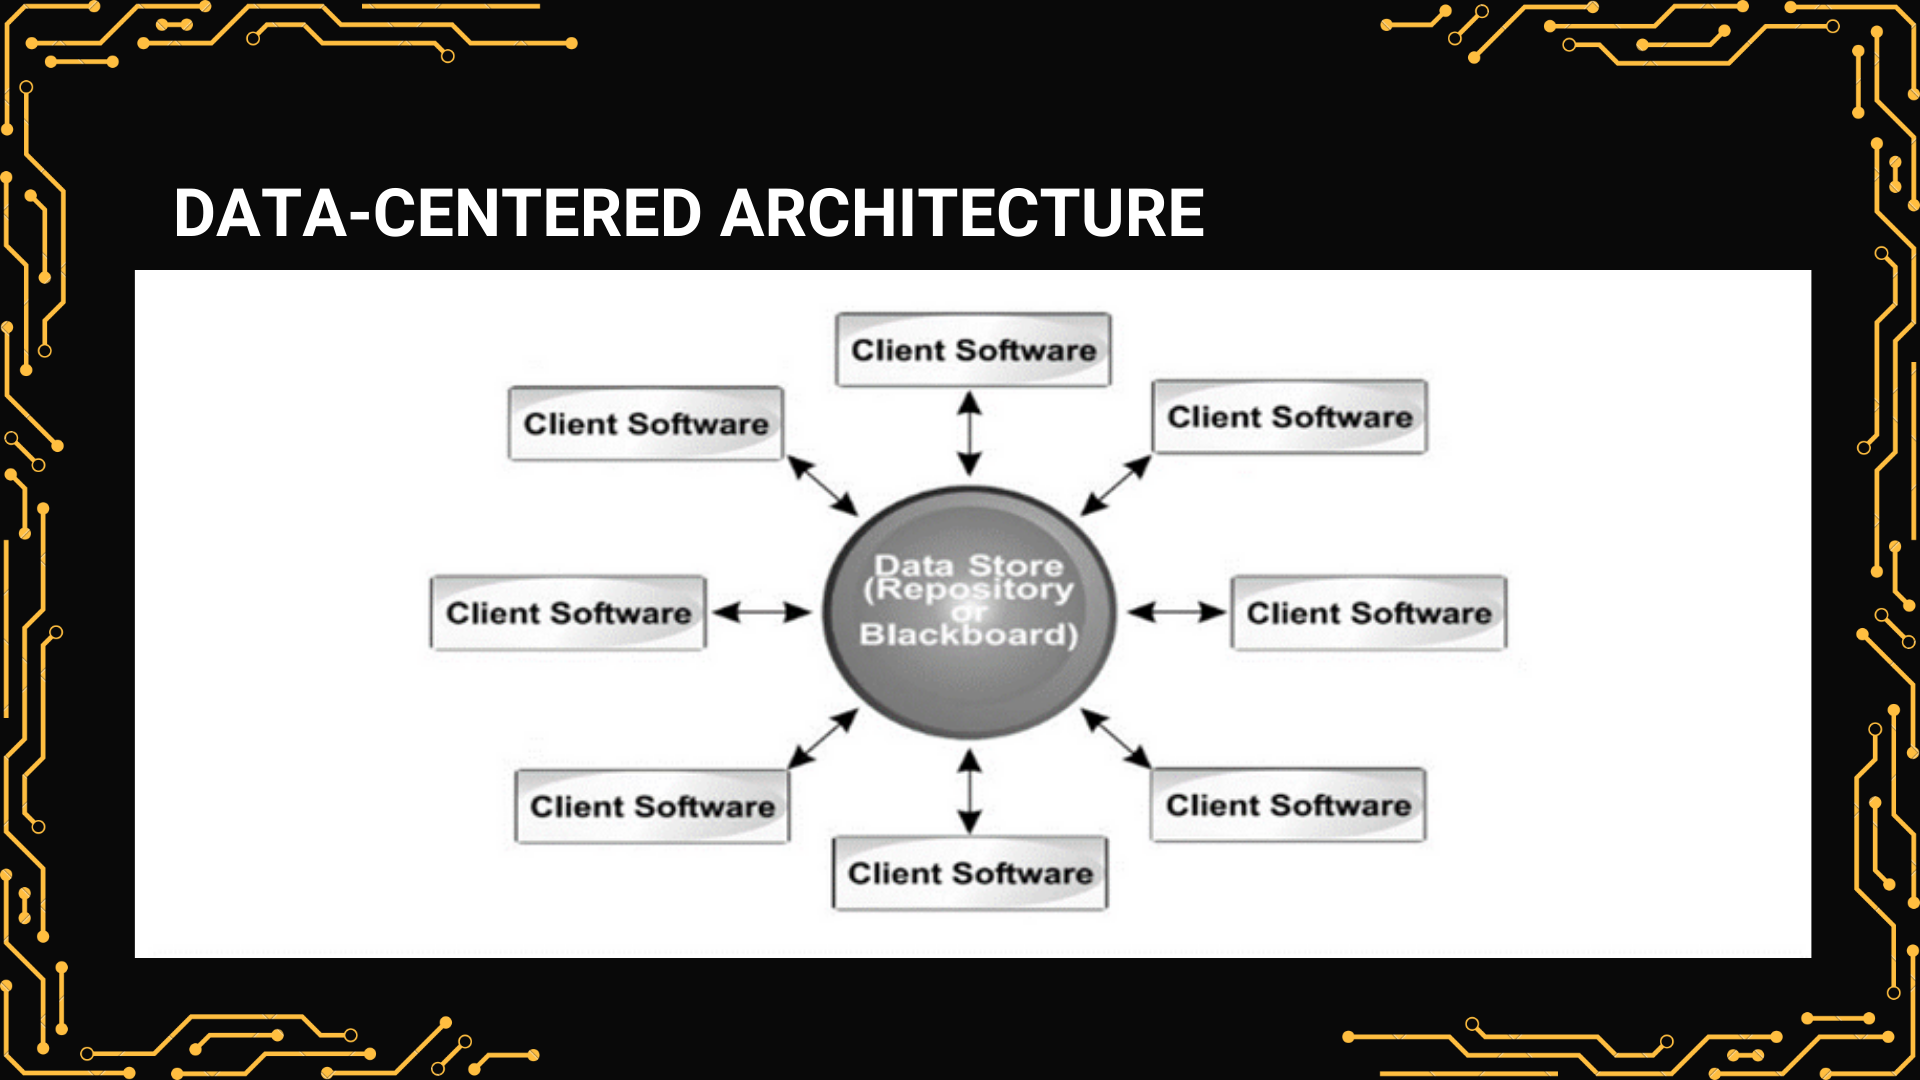 DATA-CENTERED ARCHITECTURE
Client Software
Client Software
Client Software
Data Store
(Repository
or
Blackboard)
Client Software
Client Software
Client Software
Client Software
Client Software